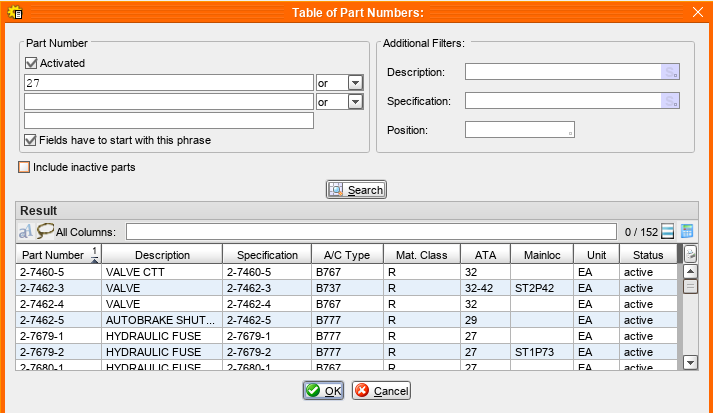 Table of Part Numbers:
Part Number
Activated
27 or
or
Fields have to start with this phrase
Additional Filters:
Description:
Specification:
Position:
Include inactive parts
Search
Result
All Columns: 0 / 152
Part Number 1 Description Specification A/C Type Mat. Class ATA Mainloc Unit Status
2-7460-5 VALVE CTT 2-7460-5 B767 R 32 EA active
2-7462-3 VALVE 2-7462-3 B737 R 32-42 ST2P42 EA active
2-7462-4 VALVE 2-7462-4 B767 R 32 EA active
2-7462-5 AUTOBRAKE SHUT... 2-7462-5 B777 R 29 EA active
2-7679-1 HYDRAULIC FUSE 2-7679-1 B777 R 27 EA active
2-7679-2 HYDRAULIC FUSE 2-7679-2 B777 R 27 ST1P73 EA active
2-7680-1 HYDRAULIC FUSE 2-7680-1 B767 R 27 EA active
OK Cancel